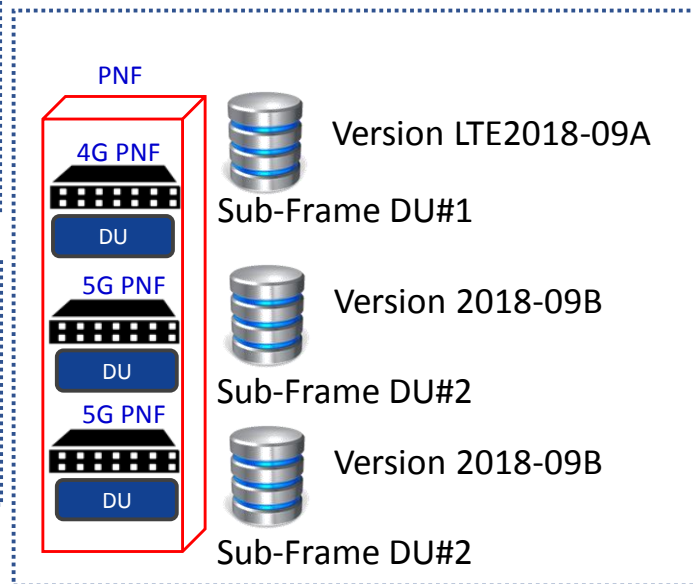 PNF
4G PNF
Version LTE2018-09A
DU
Sub-Frame DU#1
5G PNF
Version 2018-09B
DU
Sub-Frame DU#2
5G PNF
Version 2018-09B
DU
Sub-Frame DU#2